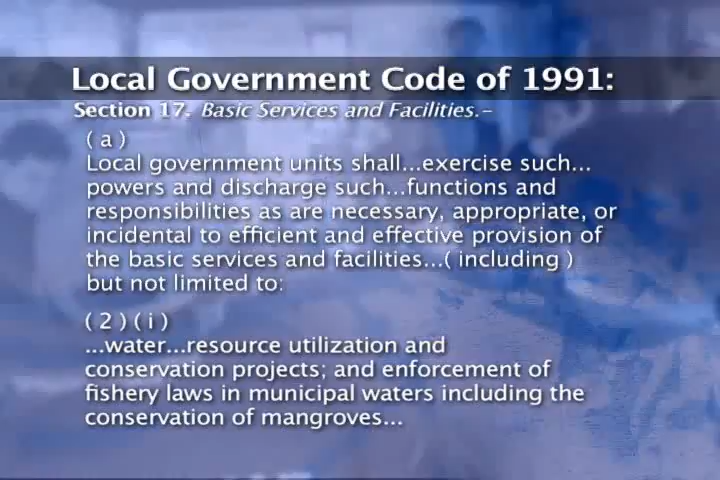 Local Government Code of 1991:
Section 17. Basic Services and Facilities.–
( a )
Local government units shall...exercise such...
powers and discharge such...functions and
responsibilities as are necessary, appropriate, or
incidental to efficient and effective provision of
the basic services and facilities...( including )
but not limited to:
( 2 ) ( i )
...water...resource utilization and
conservation projects; and enforcement of
fishery laws in municipal waters including the
conservation of mangroves...